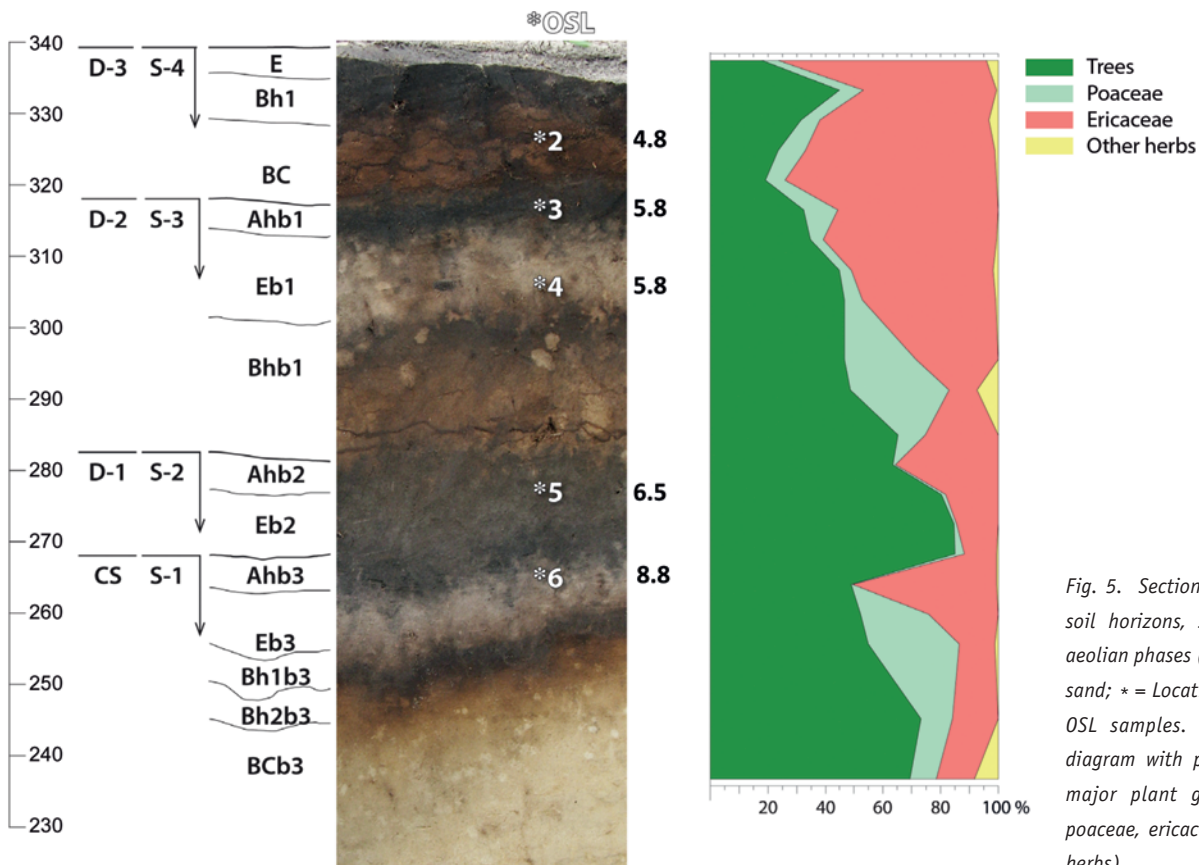 *OSL
340
330
320
310
300
290
280
270
260
250
240
230
D-3 S-4
D-2 S-3
D-1 S-2
CS S-1
E
Bh1
BC
Ahb1
Eb1
Bhb1
Ahb2
Eb2
Ahb3
Eb3
Bh1b3
Bh2b3
BCb3
*2
*3
*4
*5
*6
4.8
5.8
5.8
6.5
8.8
20 40 60 80 100 %
Trees
Poaceae
Ericaceae
Other herbs
Fig. 5. Section
soil horizons,
aeolian phases (
sand; * = Locat
OSL samples.
diagram with p
major plant g
poaceae, ericac
herbs)